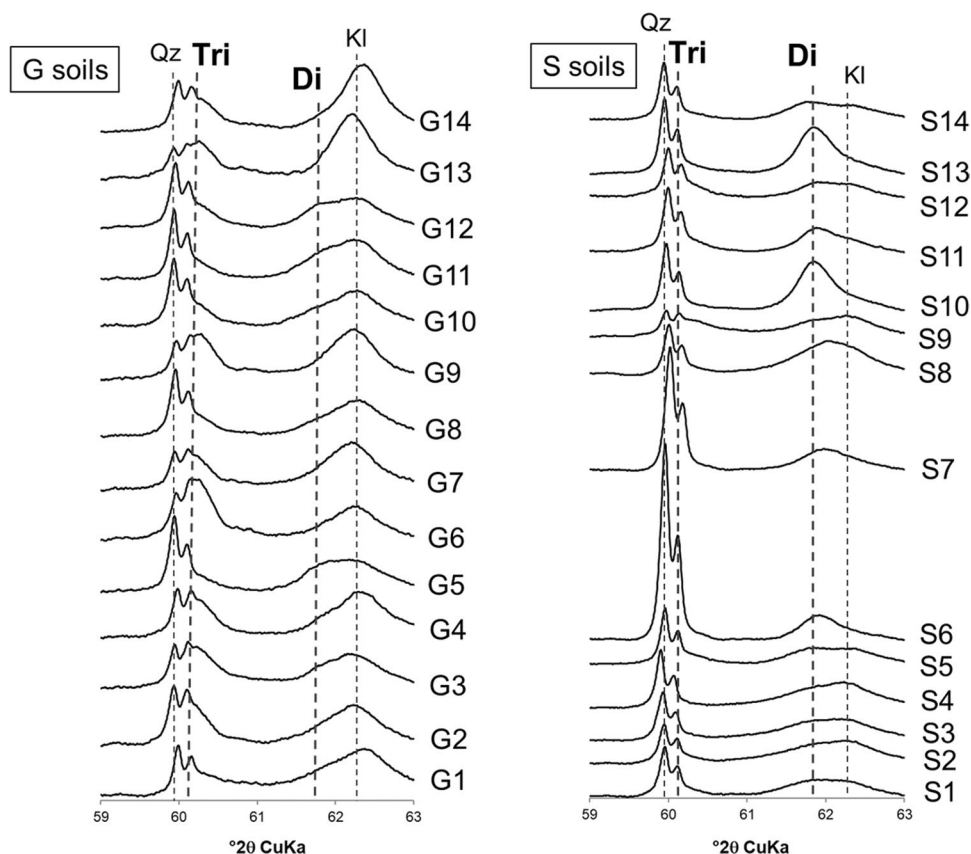 G soils
Qz
Tri
Di
Kl
G14
G13
G12
G11
G10
G9
G8
G7
G6
G5
G4
G3
G2
G1
59 60 61 62 63
°2θ CuKa
S soils
Qz
Tri
Di
Kl
S14
S13
S12
S11
S10
S9
S8
S7
S6
S5
S4
S3
S2
S1
59 60 61 62 63
°2θ CuKa